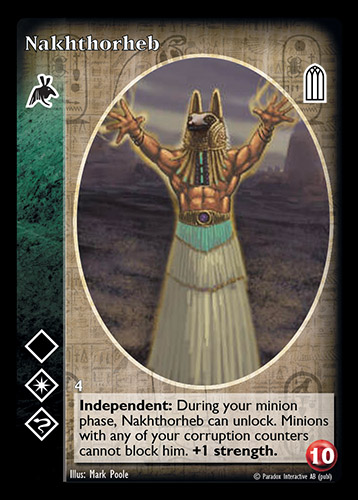 Nakhthorheb
4
Independent: During your minion
phase, Nakhthorheb can unlock. Minions
with any of your corruption counters
cannot block him. +1 strength.
10
Illus: Mark Poole
© Paradox Interactive AB (publ)